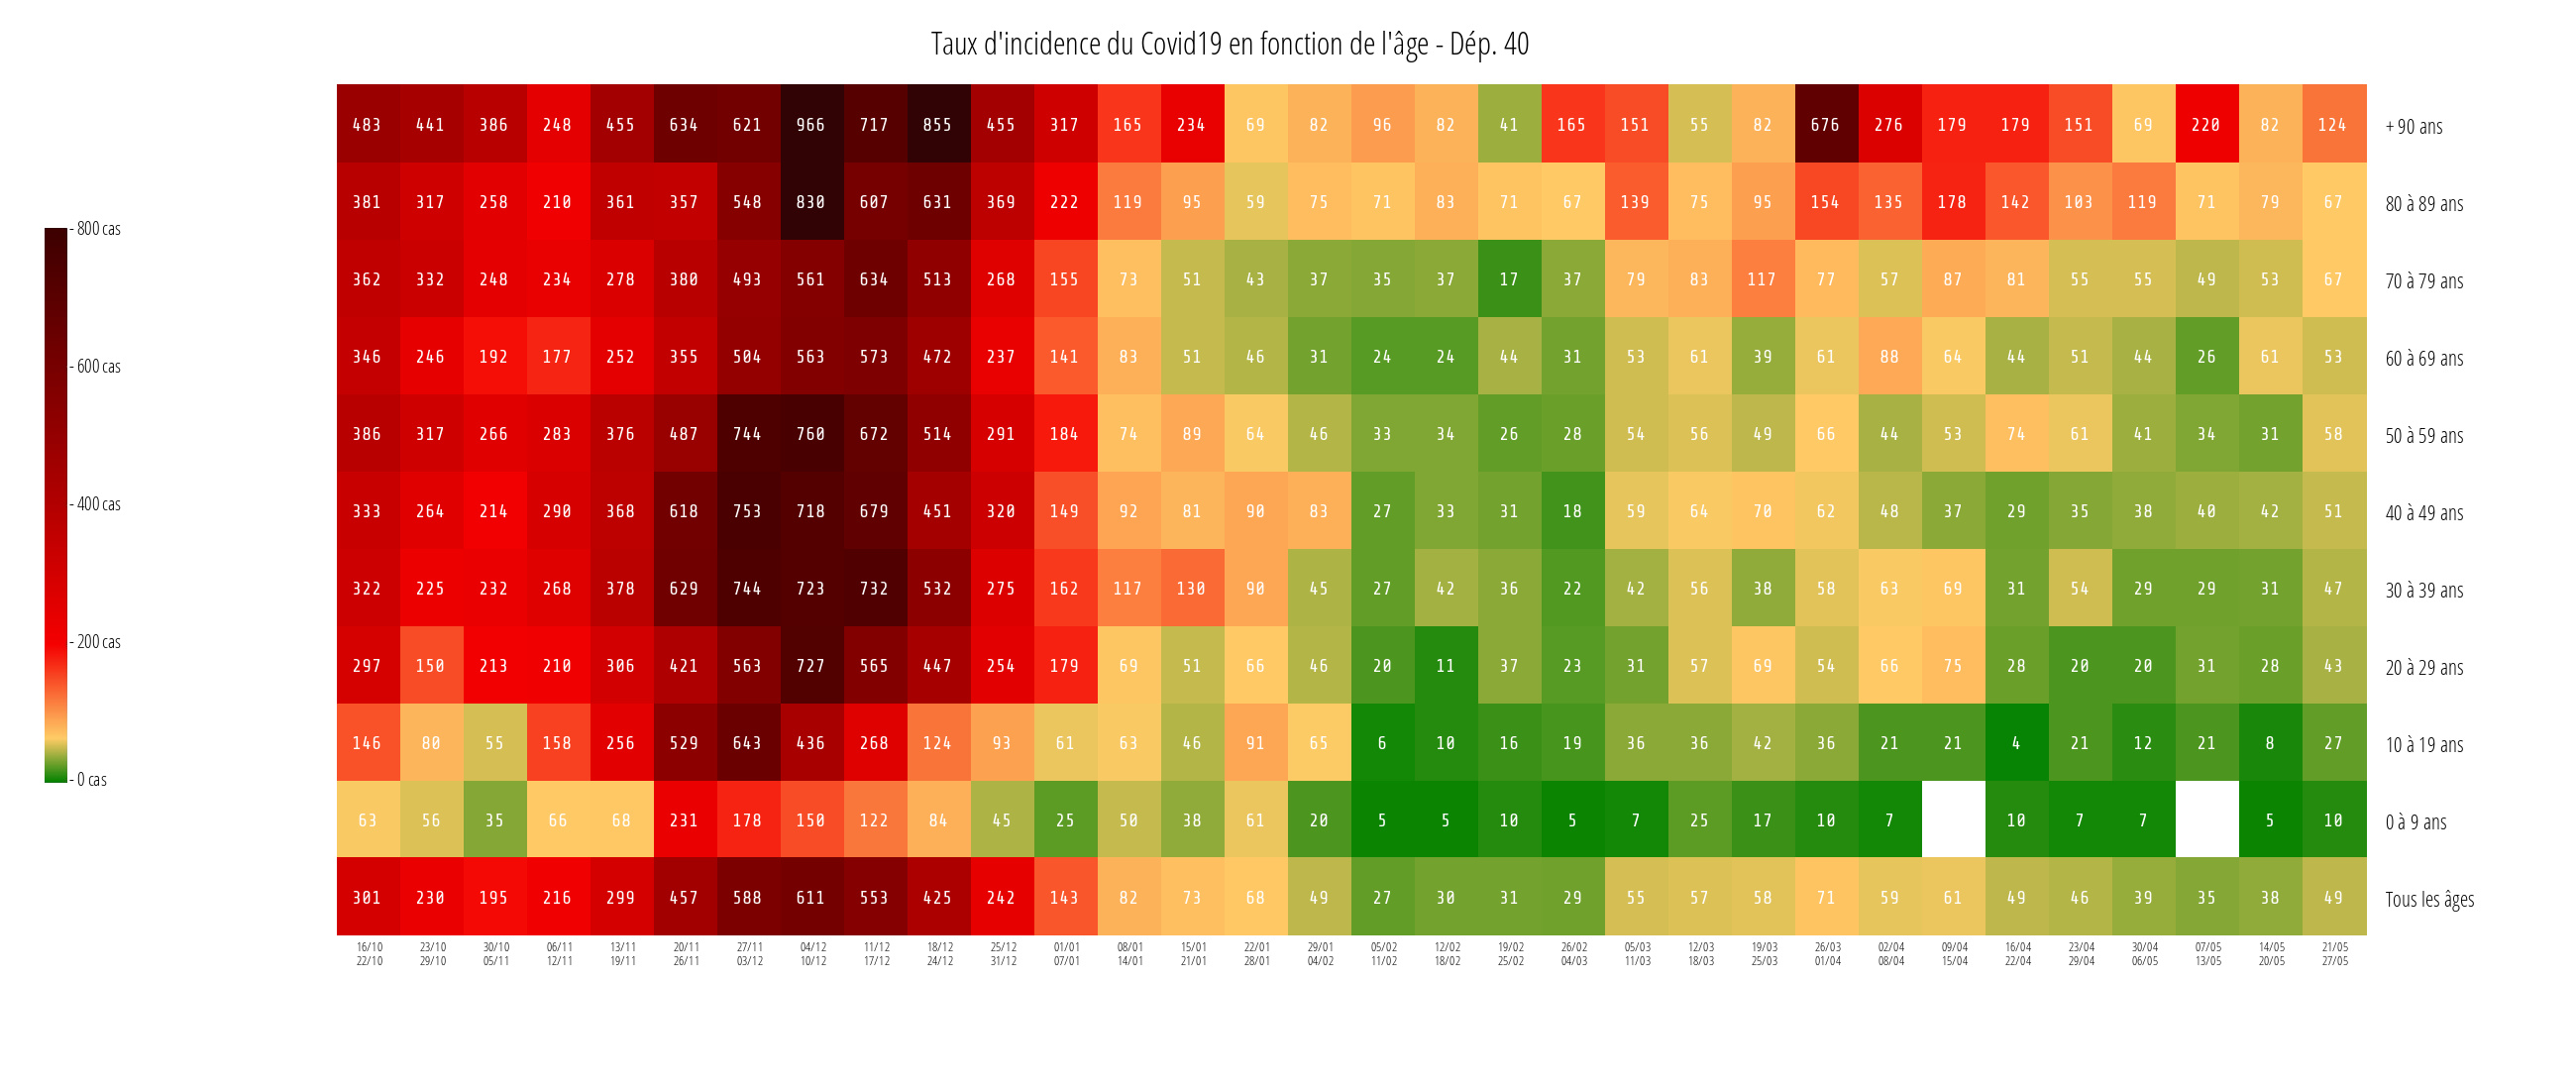 Taux d'incidence du Covid19 en fonction de l'âge - Dép. 40
483 441 386 248 455 634 621 966 717 855 455 317 165 234 69 82 96 82 41 165 151 55 82 676 276 179 179 151 69 220 82 124 + 90 ans
381 317 258 210 361 357 548 830 607 631 369 222 119 95 59 75 71 83 71 67 139 75 95 154 135 178 142 103 119 71 79 67 80 à 89 ans
- 800 cas
362 332 248 234 278 380 493 561 634 513 268 155 73 51 43 37 35 37 17 37 79 83 117 77 57 87 81 55 55 49 53 67 70 à 79 ans
346 246 192 177 252 355 504 563 573 472 237 141 83 51 46 31 24 24 44 31 53 61 39 61 88 64 44 51 44 26 61 53 60 à 69 ans
- 600 cas
386 317 266 283 376 487 744 760 672 514 291 184 74 89 64 46 33 34 26 28 54 56 49 66 44 53 74 61 41 34 31 58 50 à 59 ans
- 400 cas
333 264 214 290 368 618 753 718 679 451 320 149 92 81 90 83 27 33 31 18 59 64 70 62 48 37 29 35 38 40 42 51 40 à 49 ans
322 225 232 268 378 629 744 723 732 532 275 162 117 130 90 45 27 42 36 22 42 56 38 58 63 69 31 54 29 29 31 47 30 à 39 ans
- 200 cas
297 150 213 210 306 421 563 727 565 447 254 179 69 51 66 46 20 11 37 23 31 57 69 54 66 75 28 20 20 31 28 43 20 à 29 ans
146 80 55 158 256 529 643 436 268 124 93 61 63 46 91 65 6 10 16 19 36 36 42 36 21 21 4 21 12 21 8 27 10 à 19 ans
- 0 cas
63 56 35 66 68 231 178 150 122 84 45 25 50 38 61 20 5 5 10 5 7 25 17 10 7 10 7 7 5 10 0 à 9 ans
301 230 195 216 299 457 588 611 553 425 242 143 82 73 68 49 27 30 31 29 55 57 58 71 59 61 49 46 39 35 38 49 Tous les âges
16/10 23/10 30/10 06/11 13/11 20/11 27/11 04/12 11/12 18/12 25/12 01/01 08/01 15/01 22/01 29/01 05/02 12/02 19/02 26/02 05/03 12/03 19/03 26/03 02/04 09/04 16/04 23/04 30/04 07/05 14/05 21/05
22/10 29/10 05/11 12/11 19/11 26/11 03/12 10/12 17/12 24/12 31/12 07/01 14/01 21/01 28/01 04/02 11/02 18/02 25/02 04/03 11/03 18/03 25/03 01/04 08/04 15/04 22/04 29/04 06/05 13/05 20/05 27/05